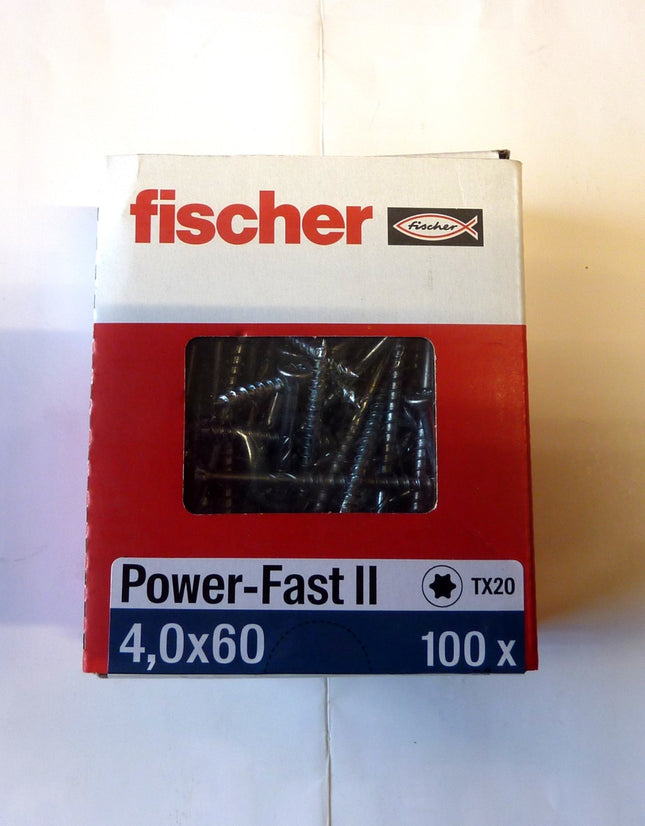 fischer
fischer
Power-Fast II
TX20
4,0x60
100 x